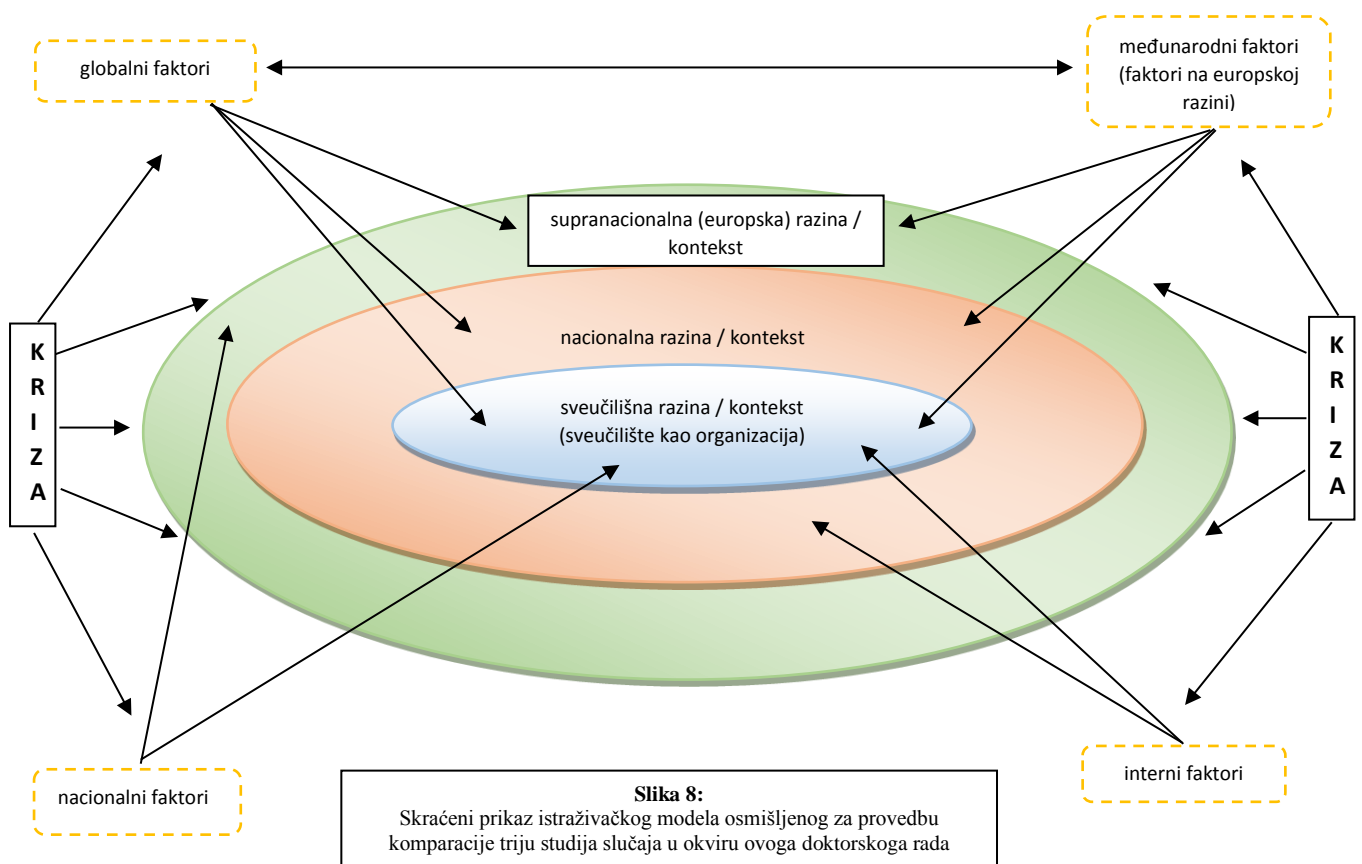 globalni faktori
međunarodni faktori
(faktori na europskoj
razini)
supranacionalna (europska) razina /
kontekst
nacionalna razina / kontekst
sveučilišna razina / kontekst
(sveučilište kao organizacija)
K
R
I
Z
A
K
R
I
Z
A
nacionalni faktori
interni faktori
Slika 8:
Skraćeni prikaz istraživačkog modela osmišljenog za provedbu
komparacije triju studija slučaja u okviru ovoga doktorskoga rada